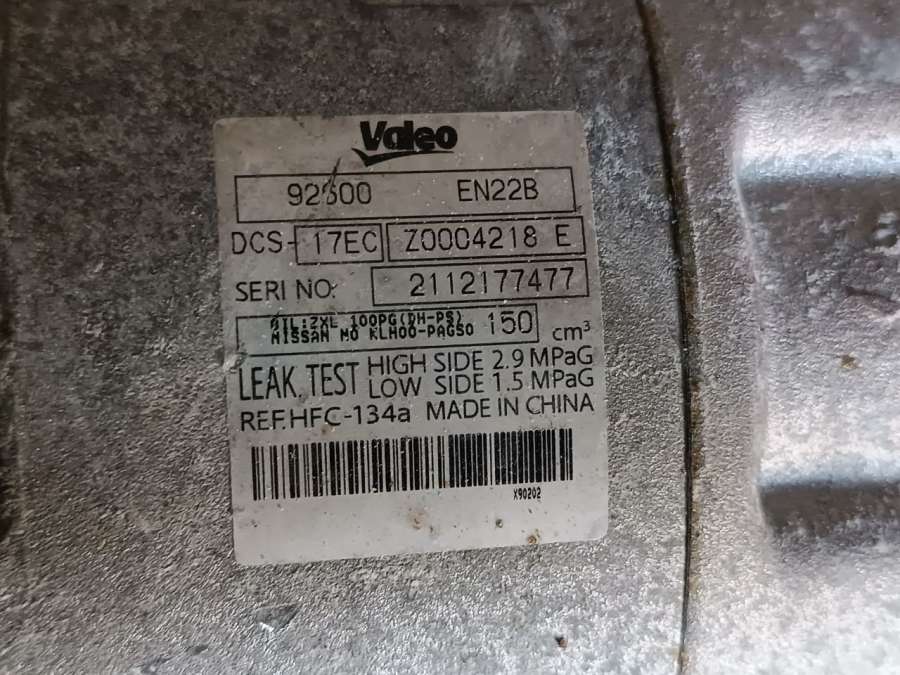 Valeo
92600 EN22B
DCS- 17EC Z0004218 E
SERI NO: 2112177477
OIL:ZXL 100PG(DH-PS) 150 cm³
NISSAN MO KLH00-PAGS0
LEAK. TEST HIGH SIDE 2.9 MPaG
LOW SIDE 1.5 MPaG
REF.HFC-134a MADE IN CHINA
X90202